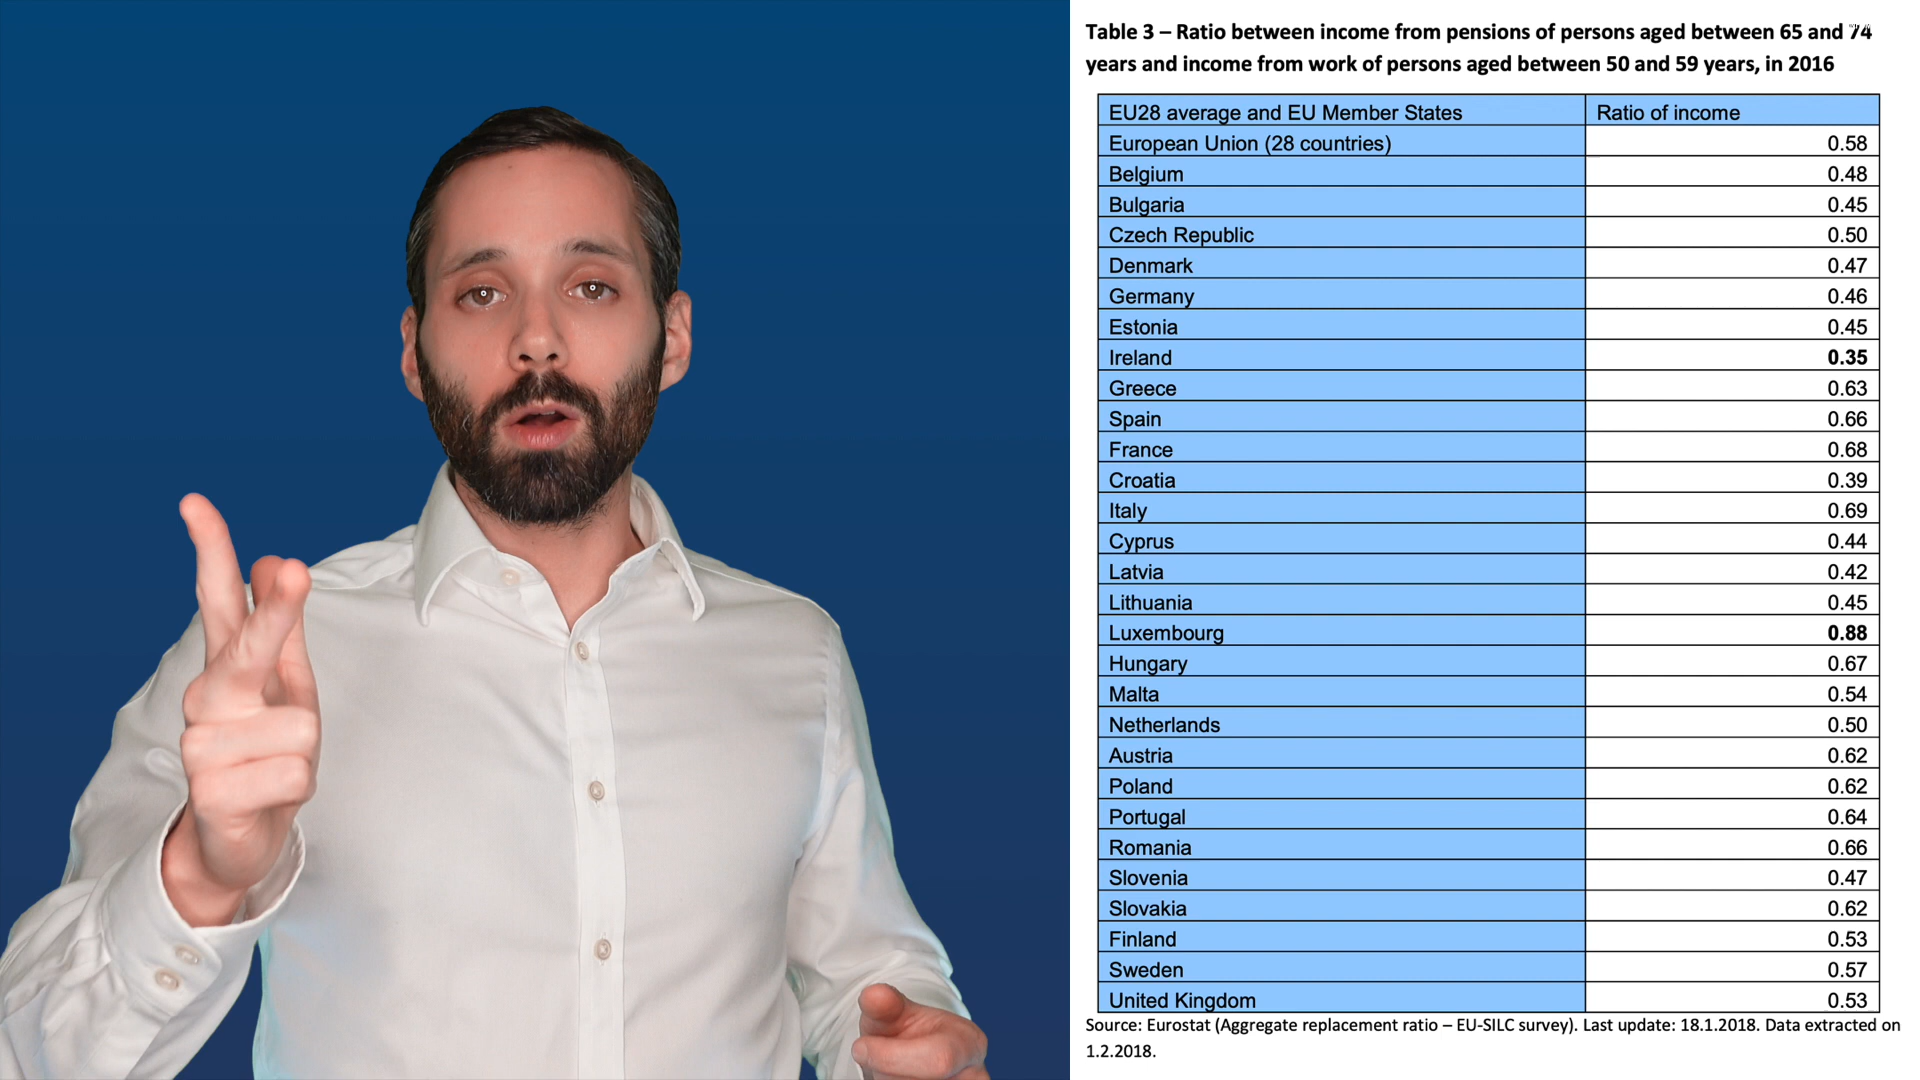 Table 3 – Ratio between income from pensions of persons aged between 65 and 74
years and income from work of persons aged between 50 and 59 years, in 2016
EU28 average and EU Member States Ratio of income
European Union (28 countries) 0.58
Belgium 0.48
Bulgaria 0.45
Czech Republic 0.50
Denmark 0.47
Germany 0.46
Estonia 0.45
Ireland 0.35
Greece 0.63
Spain 0.66
France 0.68
Croatia 0.39
Italy 0.69
Cyprus 0.44
Latvia 0.42
Lithuania 0.45
Luxembourg 0.88
Hungary 0.67
Malta 0.54
Netherlands 0.50
Austria 0.62
Poland 0.62
Portugal 0.64
Romania 0.66
Slovenia 0.47
Slovakia 0.62
Finland 0.53
Sweden 0.57
United Kingdom 0.53
Source: Eurostat (Aggregate replacement ratio – EU-SILC survey). Last update: 18.1.2018. Data extracted on
1.2.2018.